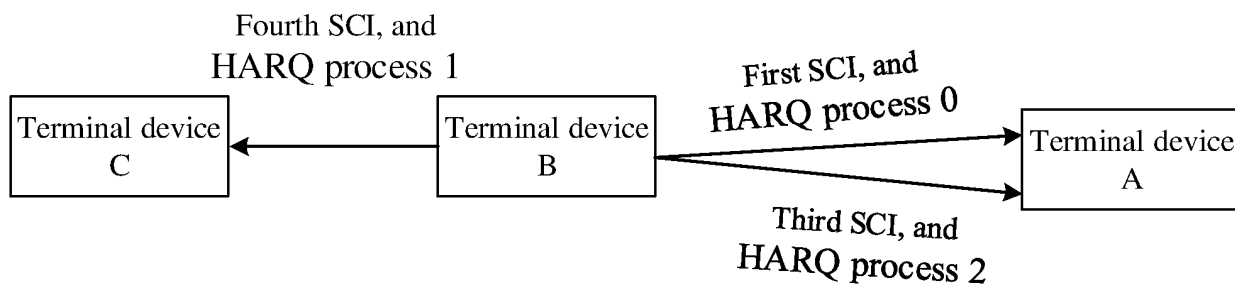 Fourth SCI, and
HARQ process 1
First SCI, and
HARQ process 0
Terminal device
C
Terminal device
B
Terminal device
A
Third SCI, and
HARQ process 2